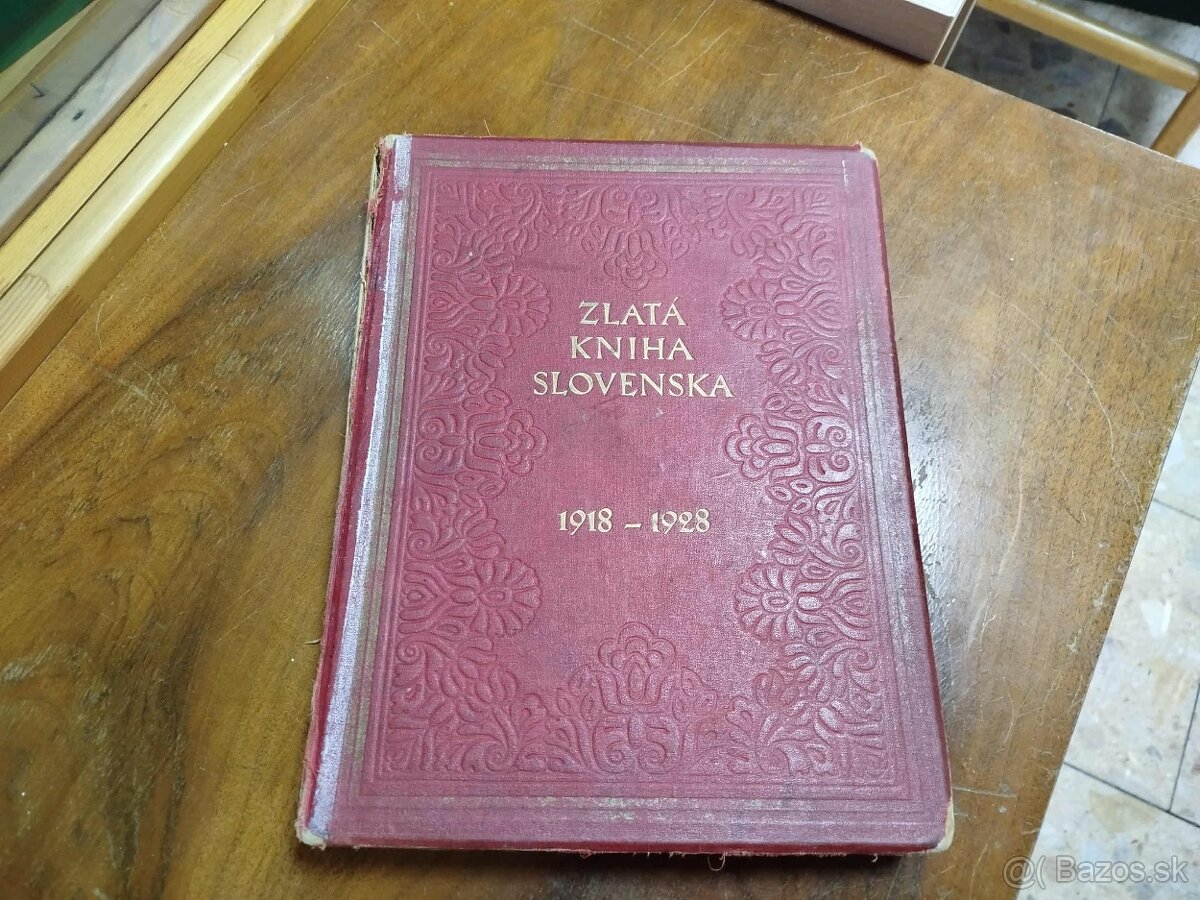 ZLATÁ
KNIHA
SLOVENSKA
1918 – 1928
@( Bazos.sk